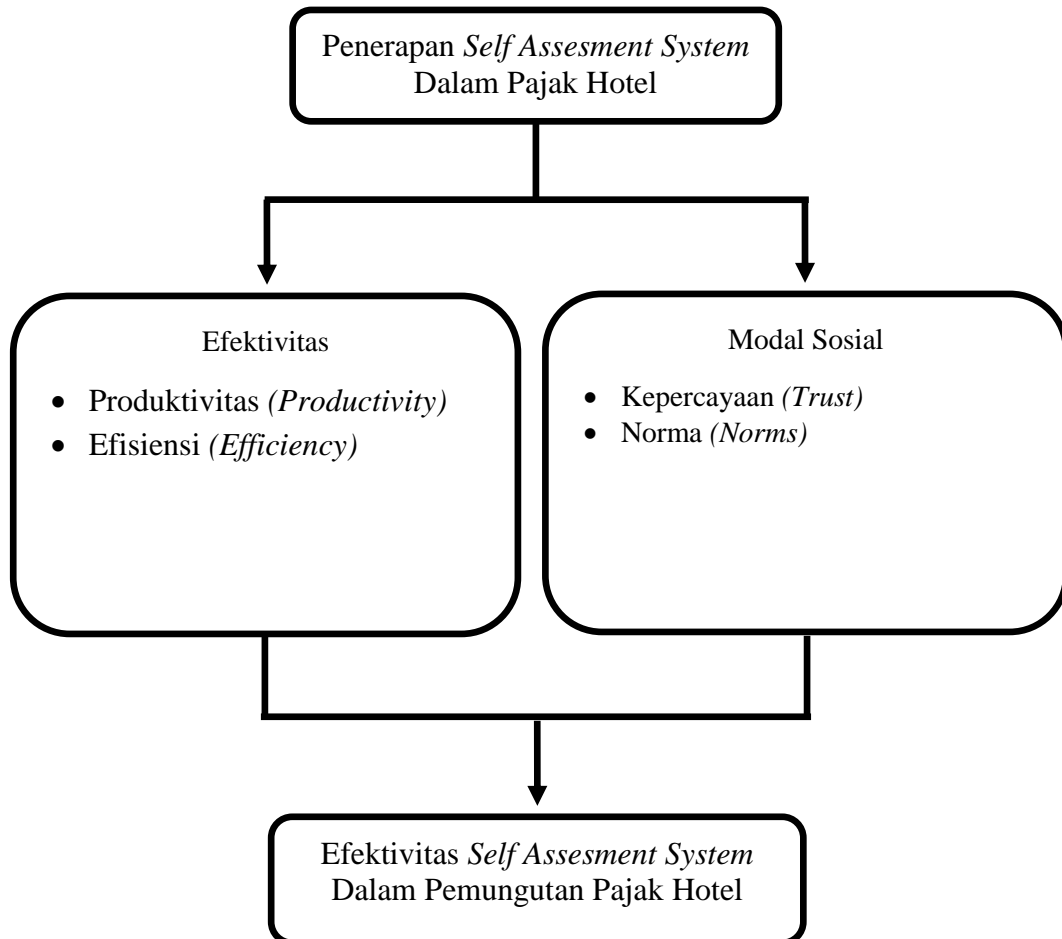 Penerapan Self Assesment System
Dalam Pajak Hotel
Efektivitas
• Produktivitas (Productivity)
• Efisiensi (Efficiency)
Modal Sosial
• Kepercayaan (Trust)
• Norma (Norms)
Efektivitas Self Assesment System
Dalam Pemungutan Pajak Hotel